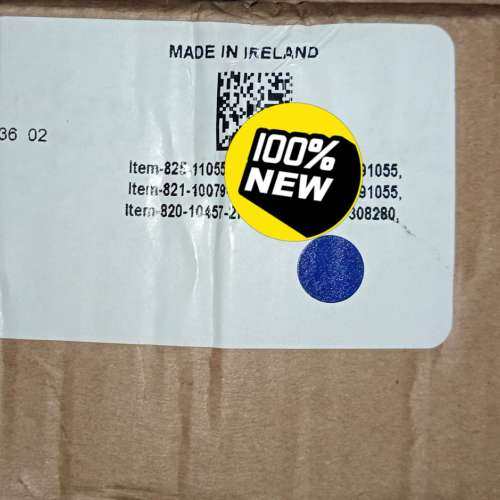 MADE IN IRELAND
36 02
Item-825-11055 91055,
Item-821-10079 91055,
Item-820-10457-2 308280,
100%
NEW